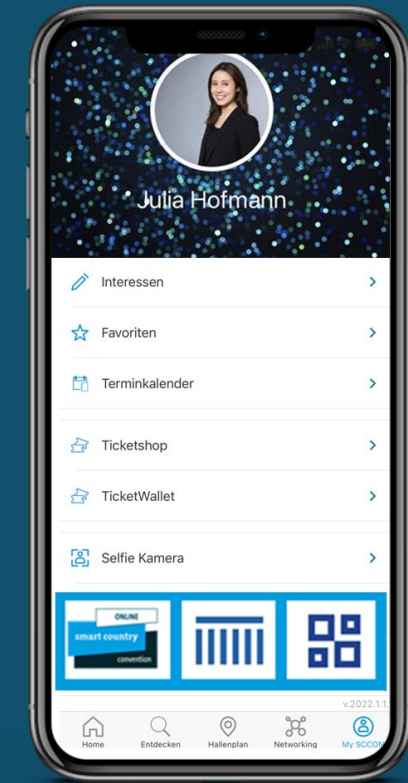 Julia Hofmann
Interessen
Favoriten
Terminkalender
Ticketshop
TicketWallet
Selfie Kamera
ONLINE
smart country
convention
v.2022.1.1.
Home
Entdecken
Hallenplan
Networking
My SCCON